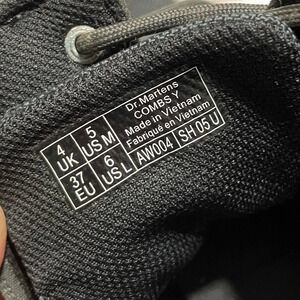 4 UK
5 US M
37 EU
6 US L
Dr.Martens
COMBS Y
Made in Vietnam
Fabriqué en Vietnam
AW004
SH 05 U